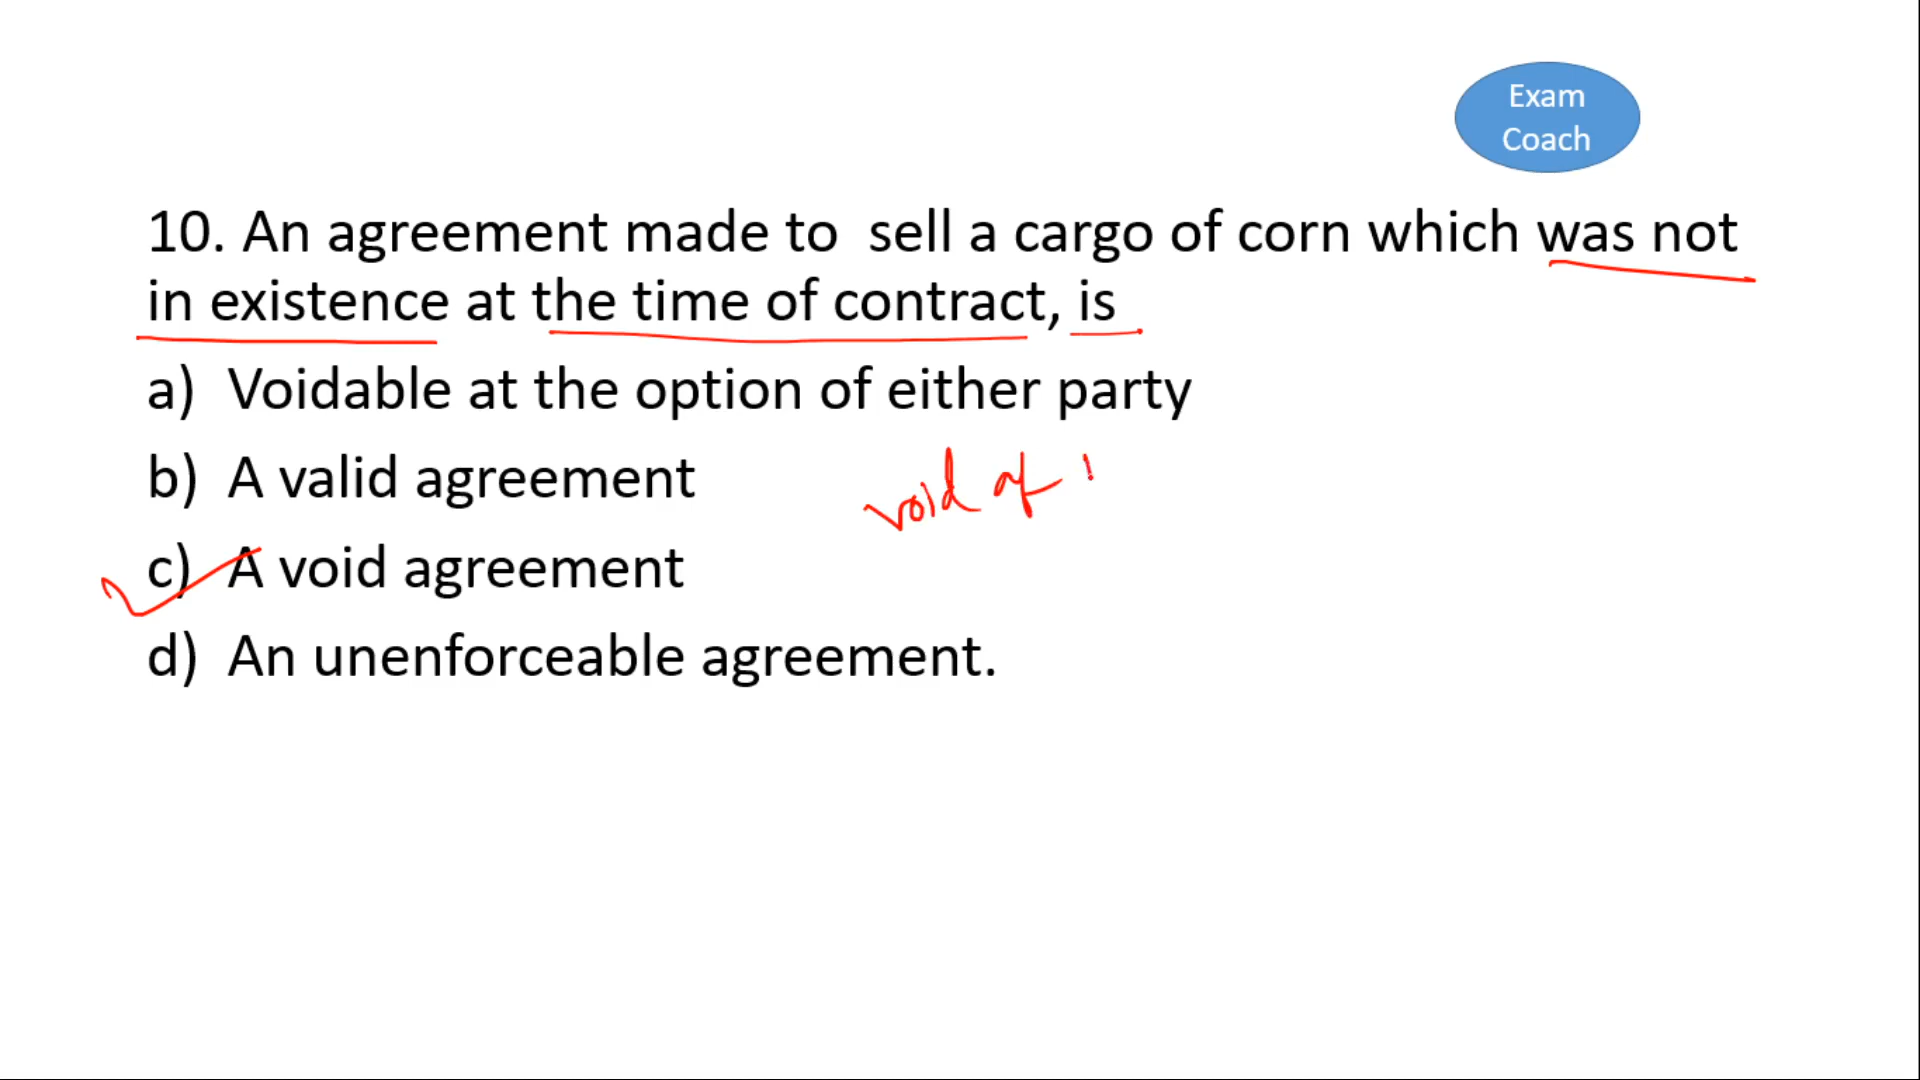 Exam
Coach
10. An agreement made to sell a cargo of corn which was not
in existence at the time of contract, is
a) Voidable at the option of either party
b) A valid agreement
void of
c) A void agreement
d) An unenforceable agreement.